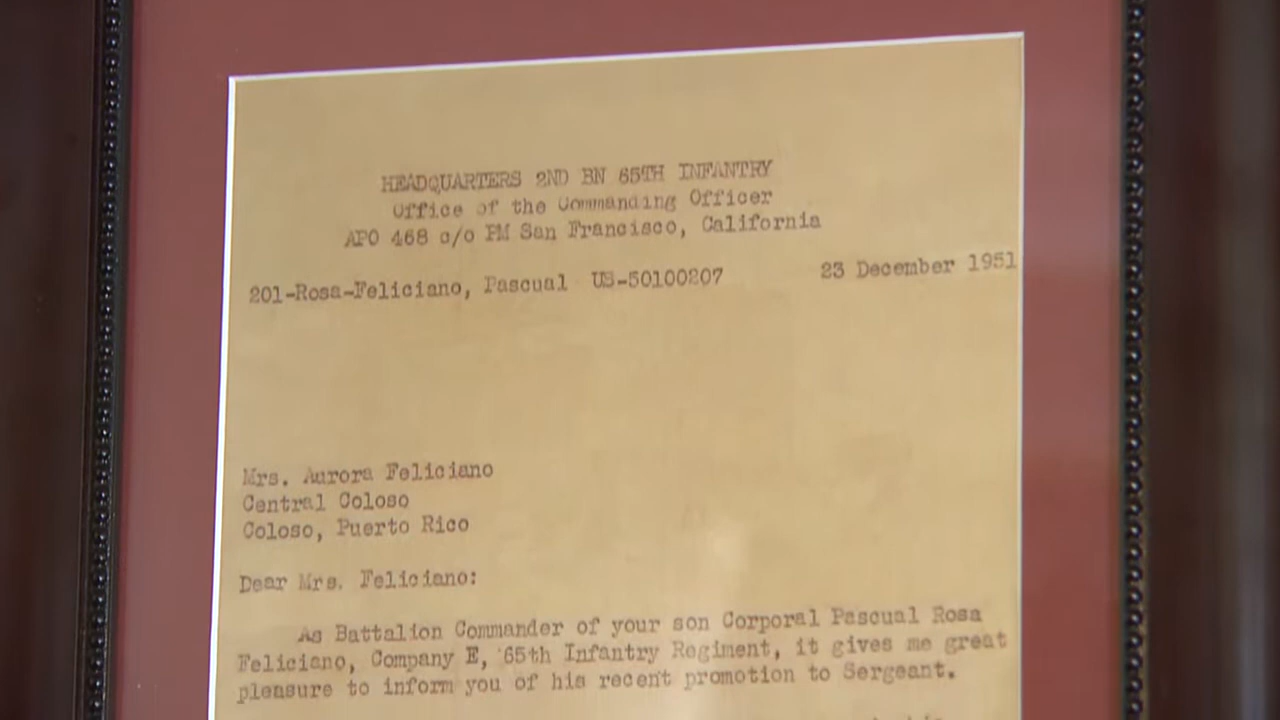 HEADQUARTERS 2ND BN 65TH INFANTRY
Office of the Commanding Officer
APO 468 c/o PM San Francisco, California
201-Rosa-Feliciano, Pascual US-50100207 23 December 1951
Mrs. Aurora Feliciano
Central Coloso
Coloso, Puerto Rico
Dear Mrs. Feliciano:
As Battalion Commander of your son Corporal Pascual Rosa
Feliciano, Company E, 65th Infantry Regiment, it gives me great
pleasure to inform you of his recent promotion to Sergeant.